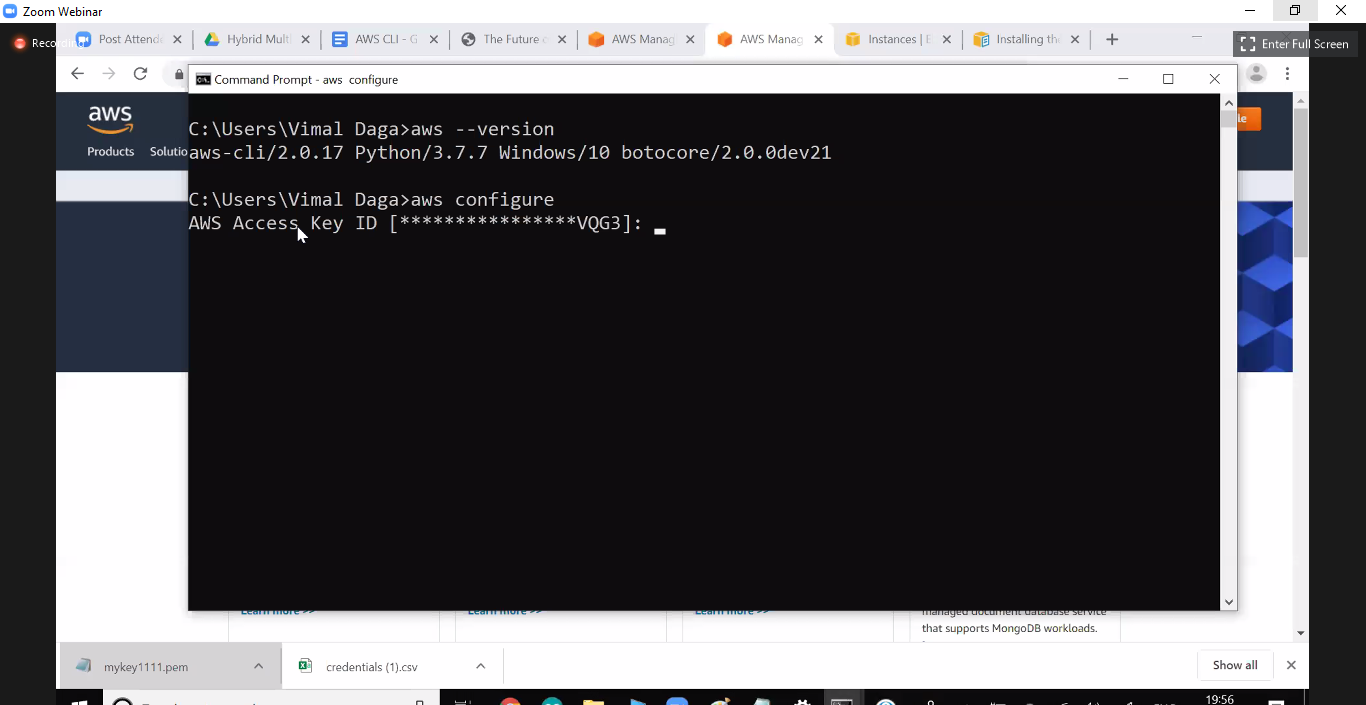 Zoom Webinar
Recording
Post Attend
Hybrid Multi
AWS CLI - G
The Future o
AWS Manag
AWS Manag
Instances | E
Installing the
Enter Full Screen
Command Prompt - aws configure
aws
Products Solutio
le
C:\Users\Vimal Daga>aws --version
aws-cli/2.0.17 Python/3.7.7 Windows/10 botocore/2.0.0dev21
C:\Users\Vimal Daga>aws configure
AWS Access Key ID [****************VQG3]:
Learn more >>
Learn more >>
Learn more >>
managed document database service
that supports MongoDB workloads.
mykey1111.pem
credentials (1).csv
Show all
19:56